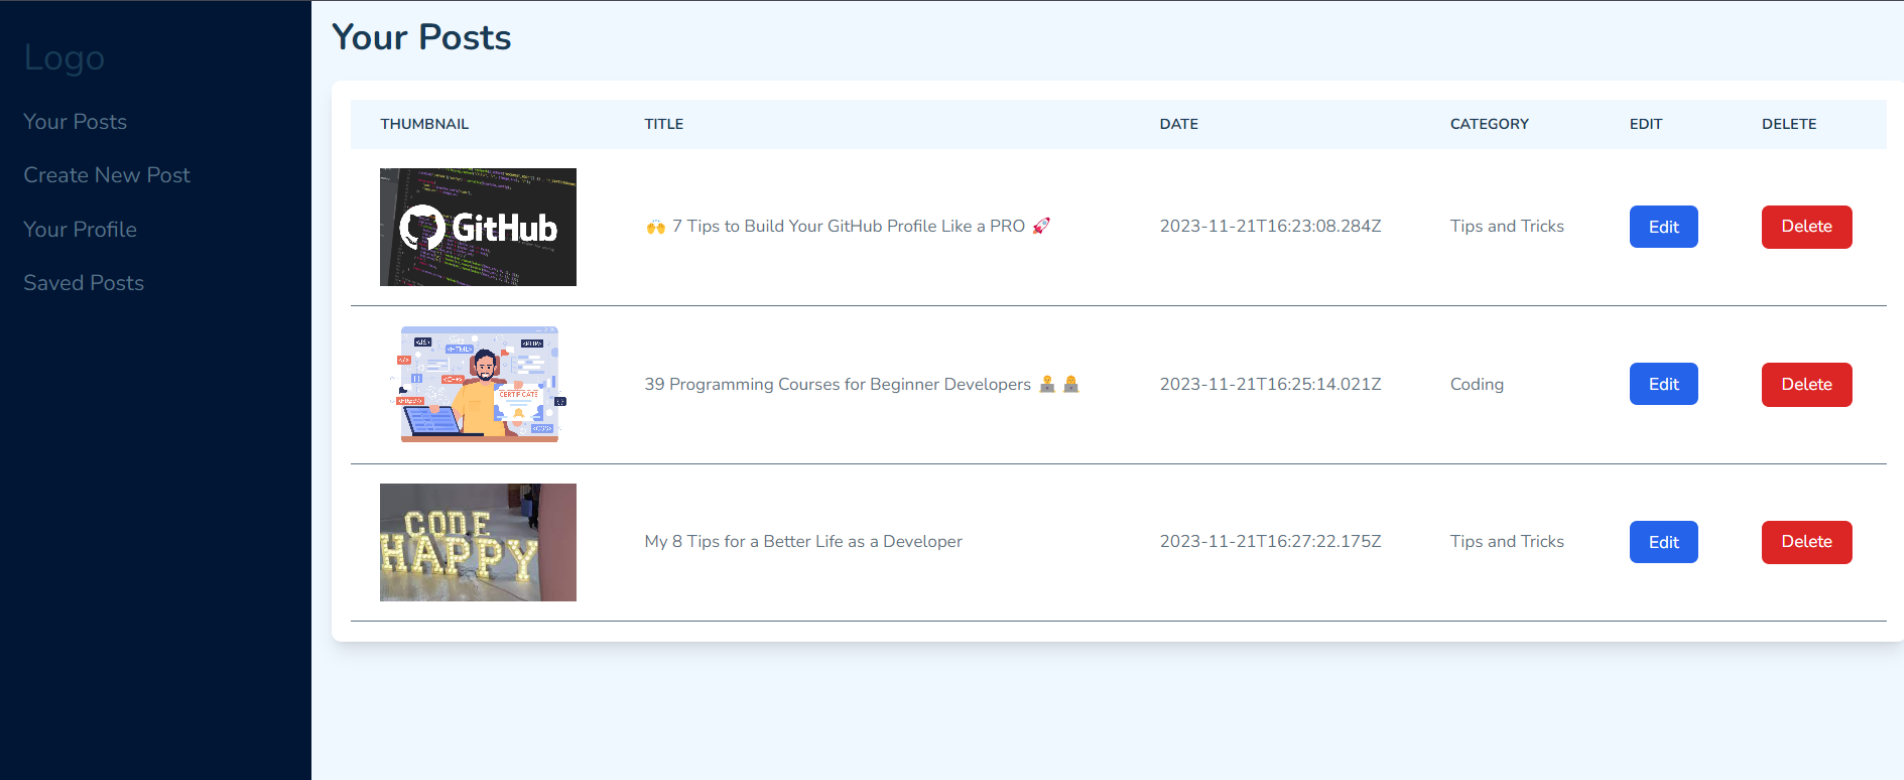 Logo
Your Posts
Create New Post
Your Profile
Saved Posts
Your Posts
THUMBNAIL TITLE DATE CATEGORY EDIT DELETE
GitHub
🙌 7 Tips to Build Your GitHub Profile Like a PRO 🚀 2023-11-21T16:23:08.284Z Tips and Tricks Edit Delete
CERTIFICATE
39 Programming Courses for Beginner Developers 👨‍💻 👩‍💻 2023-11-21T16:25:14.021Z Coding Edit Delete
CODE
HAPPY
My 8 Tips for a Better Life as a Developer 2023-11-21T16:27:22.175Z Tips and Tricks Edit Delete